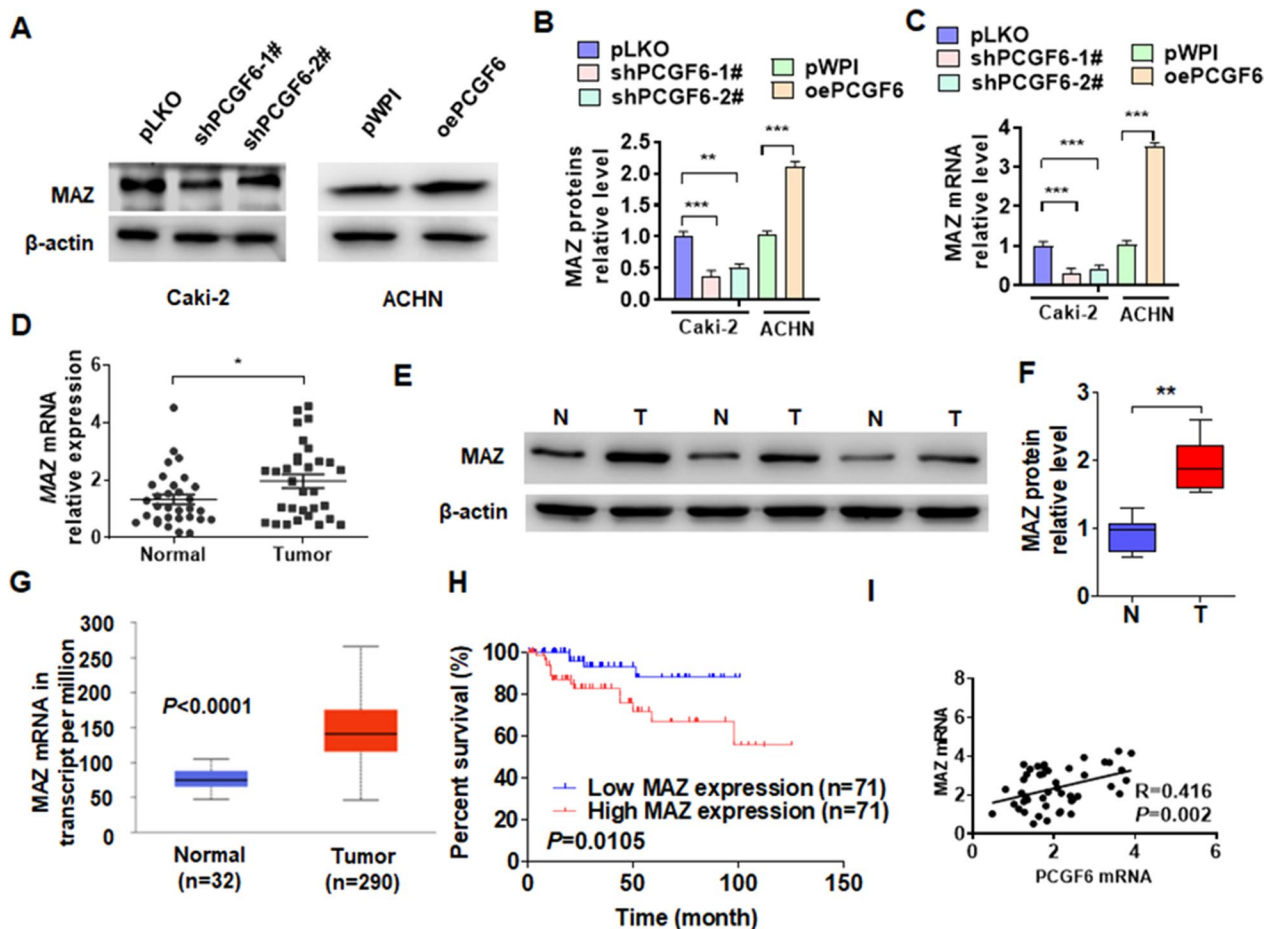 A
pLKO
shPCGF6-1#
shPCGF6-2#
pWPI
oePCGF6
MAZ
β-actin
Caki-2
ACHN
B
pLKO
shPCGF6-1#
shPCGF6-2#
pWPI
oePCGF6
MAZ proteins
relative level
2.5
2.0
1.5
1.0
0.5
0.0
***
**
***
Caki-2
ACHN
C
pLKO
shPCGF6-1#
shPCGF6-2#
pWPI
oePCGF6
MAZ mRNA
relative level
4
3
2
1
0
***
***
***
Caki-2
ACHN
D
MAZ mRNA
relative expression
6
4
2
0
*
Normal
Tumor
E
N T N T N T
MAZ
β-actin
F
MAZ protein
relative level
3
2
1
0
**
N
T
G
MAZ mRNA in
transcript per million
300
250
200
150
100
50
0
P<0.0001
Normal
(n=32)
Tumor
(n=290)
H
Percent survival (%)
100
80
60
40
20
0
Low MAZ expression (n=71)
High MAZ expression (n=71)
P=0.0105
0 50 100 150
Time (month)
I
MAZ mRNA
8
6
4
2
0
R=0.416
P=0.002
0 2 4 6
PCGF6 mRNA